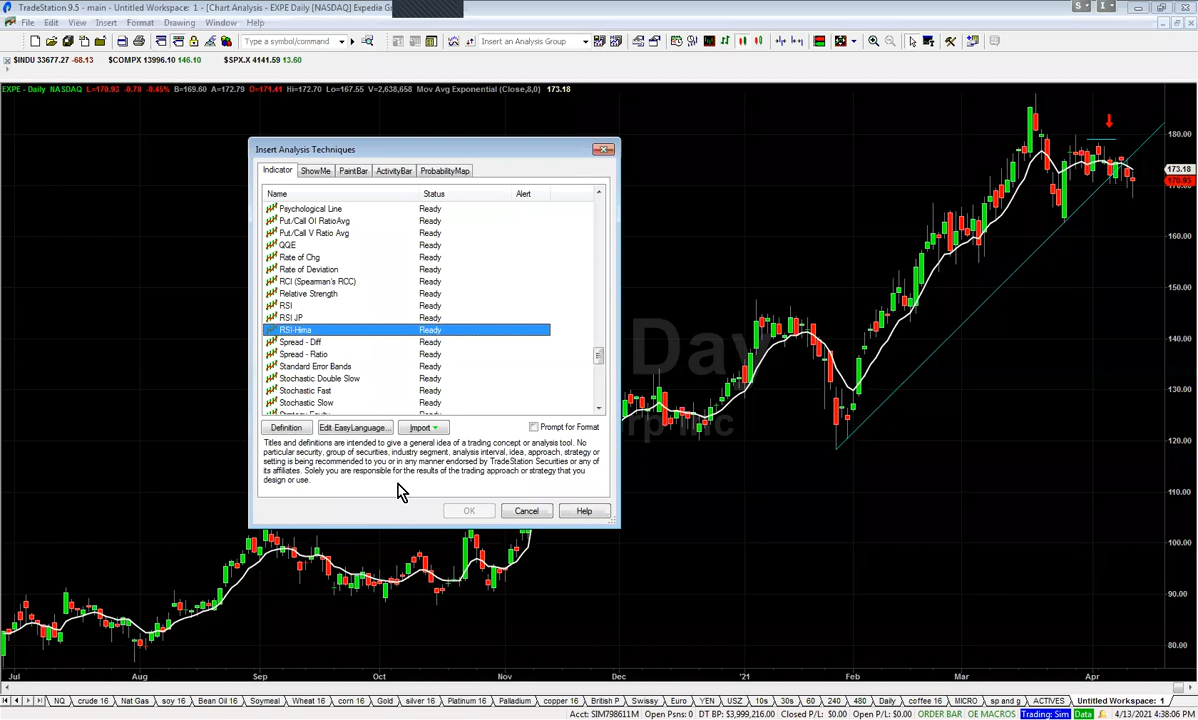 TradeStation 9.5 - main - Untitled Workspace: 1 - [Chart Analysis - EXPE Daily [NASDAQ] Expedia Gr
File Edit View Insert Format Drawing Window Help
Type a symbol/command
Insert an Analysis Group
$INDU 33677.27 -68.13 $COMPX 13996.10 146.10 $SPX.X 4141.59 13.60
EXPE - Daily NASDAQ L=170.93 -0.78 -0.45% B=169.60 A=172.79 O=171.41 Hi=172.70 Lo=167.55 V=2,638,658 Mov Avg Exponential (Close,8,0) 173.18
Insert Analysis Techniques
Indicator ShowMe PaintBar ActivityBar ProbabilityMap
Name Status Alert
Psychological Line Ready
Put/Call OI RatioAvg Ready
Put/Call V Ratio Avg Ready
QQE Ready
Rate of Chg Ready
Rate of Deviation Ready
RCI (Spearman's RCC) Ready
Relative Strength Ready
RSI Ready
RSI JP Ready
RSI-Hima Ready
Spread - Diff Ready
Spread - Ratio Ready
Standard Error Bands Ready
Stochastic Double Slow Ready
Stochastic Fast Ready
Stochastic Slow Ready
Strategy Equity Ready
Definition Edit EasyLanguage... Import Prompt for Format
Titles and definitions are intended to give a general idea of a trading concept or analysis tool. No
particular security, group of securities, industry segment, analysis interval, idea, approach, strategy or
setting is being recommended to you or in any manner endorsed by TradeStation Securities or any of
its affiliates. Solely you are responsible for the results of the trading approach or strategy that you
design or use.
OK Cancel Help
180.00
173.18
170.93
160.00
150.00
140.00
130.00
120.00
110.00
100.00
90.00
80.00
Jul Aug Sep Oct Nov Dec '21 Feb Mar Apr
NQ crude 16 Nat Gas soy 16 Bean Oil 16 Soymeal Wheat 16 corn 16 Gold silver 16 Platinum 16 Palladium copper 16 British P Swissy Euro YEN USZ 10s 30s 60 240 480 Daily coffee 16 MICRO sp and g ACTIVES Untitled Workspace: 1
Acct: SIM798611M Open Psns: 0 DT BP: $3,999,216.00 Closed P/L: $0.00 Open P/L: $0.00 ORDER BAR OE MACROS Trading: Sim Data 4/13/2021 4:38:06 PM